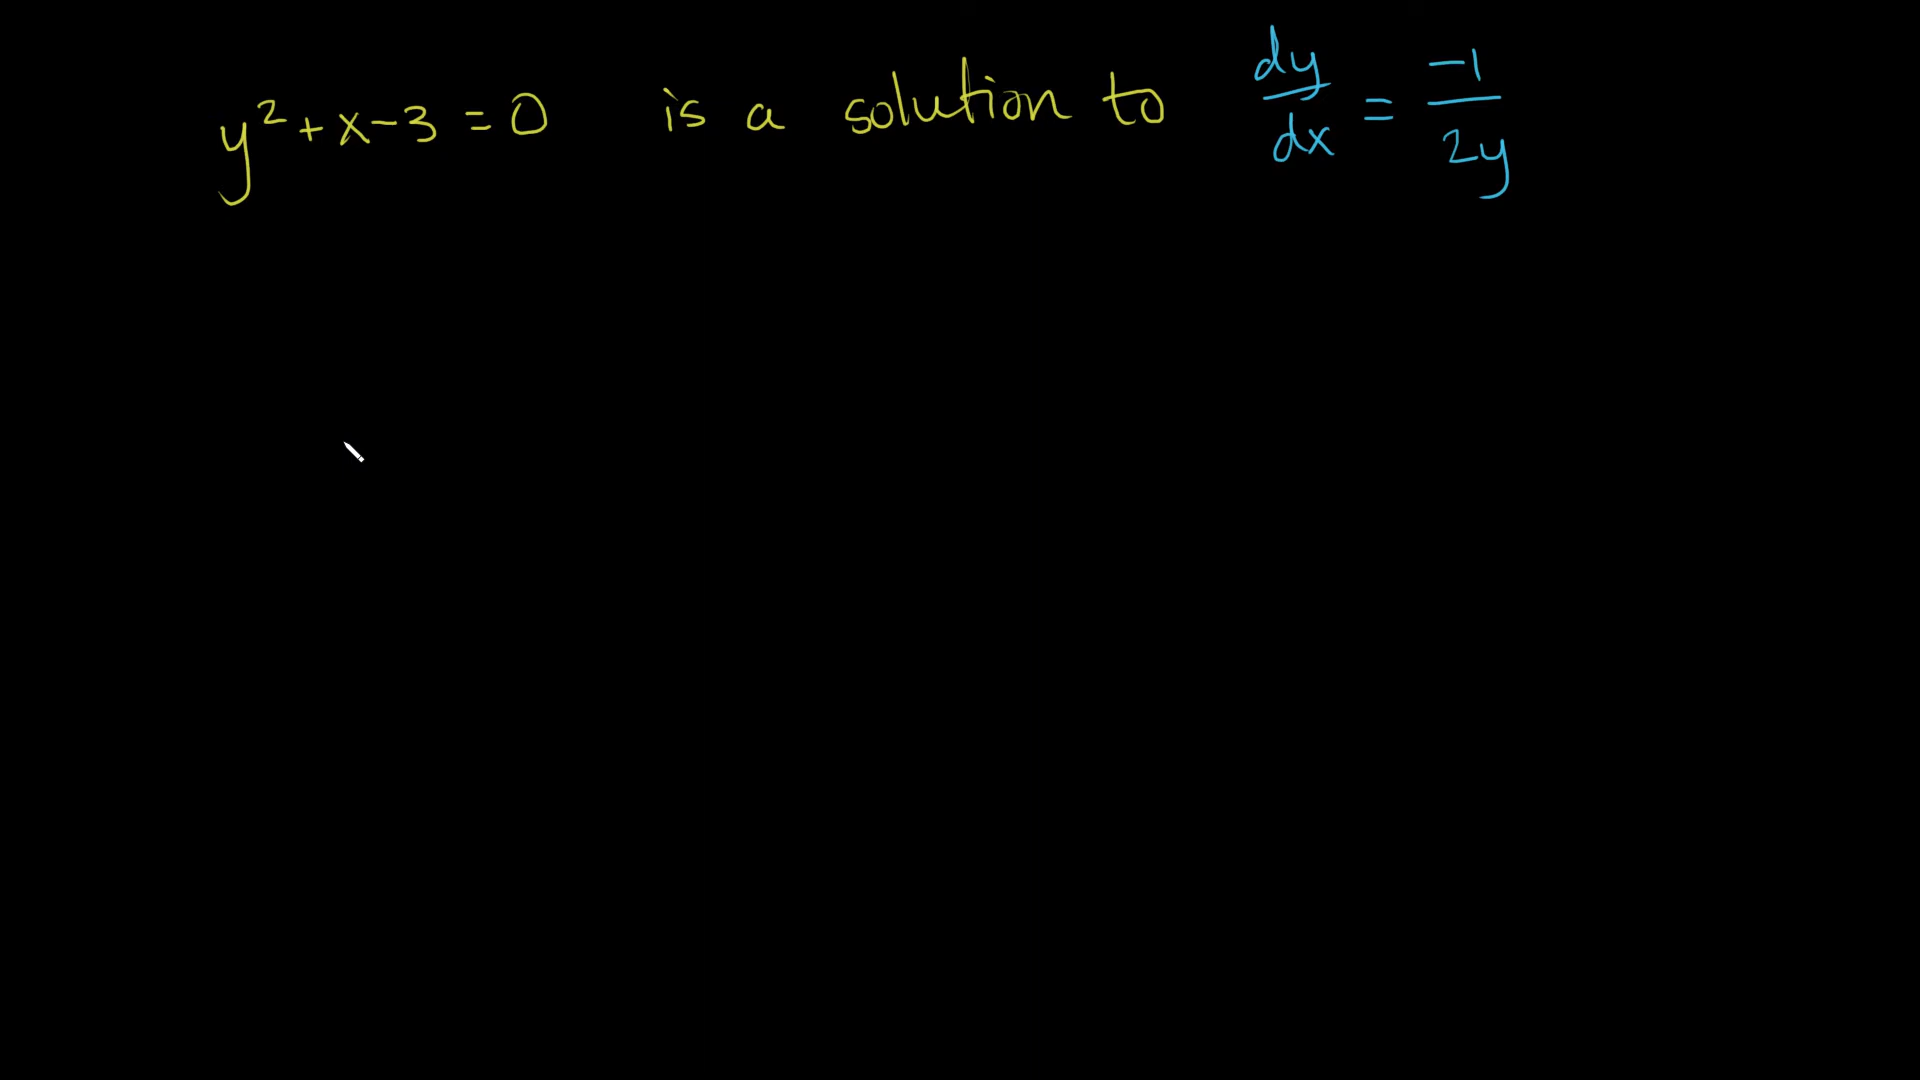 y² + x - 3 = 0 is a solution to dy/dx = -1/2y